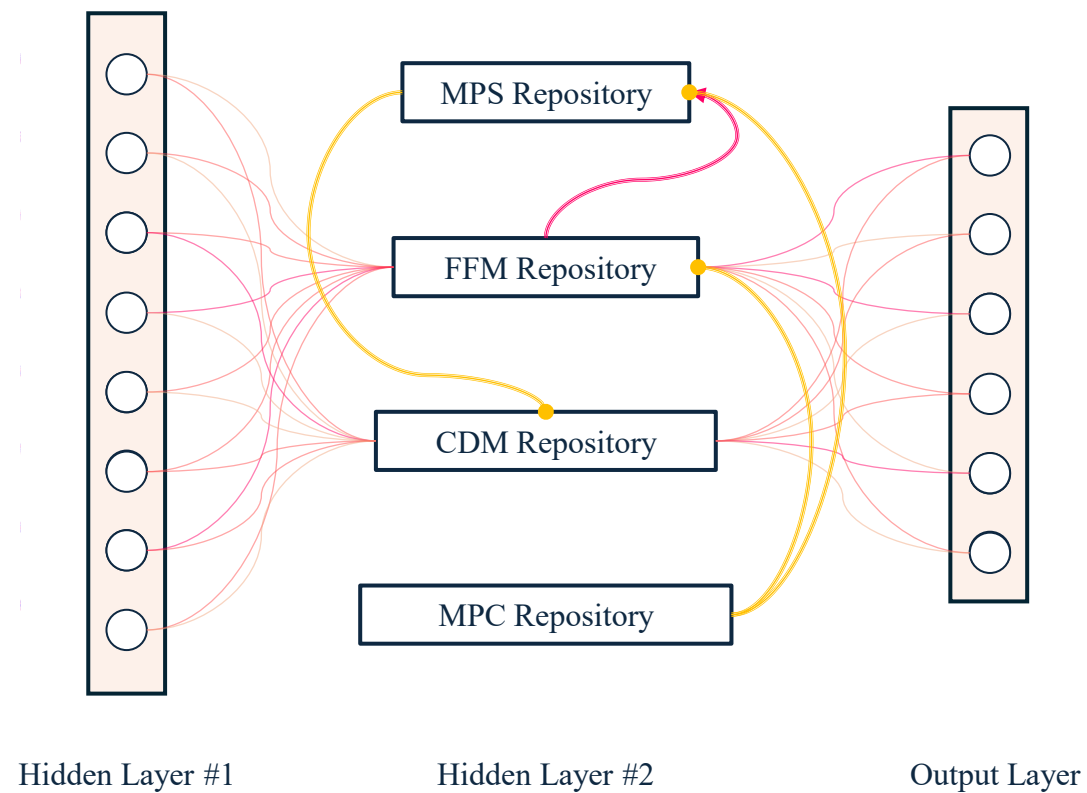 MPS Repository
FFM Repository
CDM Repository
MPC Repository
Hidden Layer #1
Hidden Layer #2
Output Layer